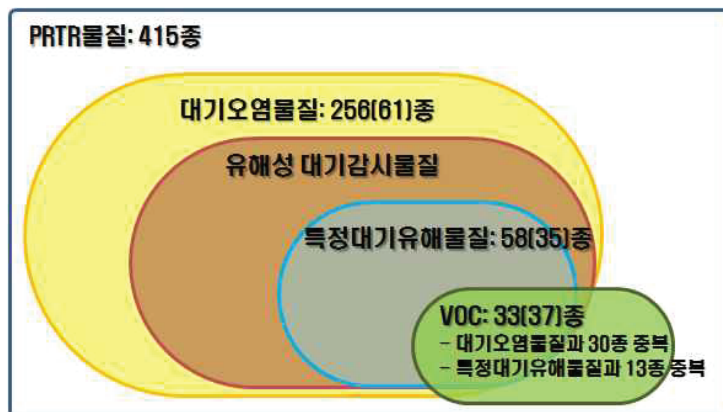 PRTR물질: 415종
대기오염물질: 256(61)종
유해성 대기감시물질
특정대기유해물질: 58(35)종
VOC: 33(37)종
- 대기오염물질과 30종 중복
- 특정대기유해물질과 13종 중복